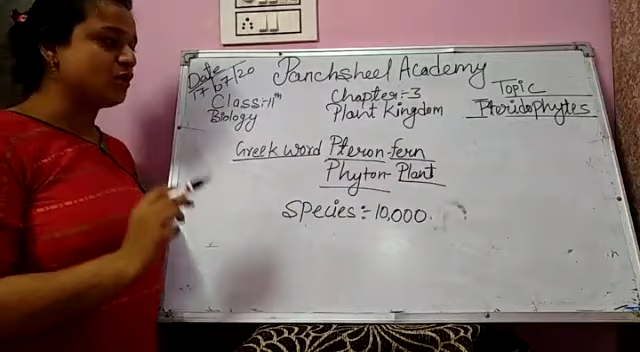 Panchsheel Academy
Date
17/07/20
Class:-11th
Biology
Chapter:-3
Plant Kingdom
Topic
Pteridophytes
Greek word Pteron-fern
Phyton-Plant
Species:-10,000.